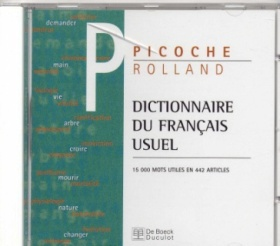 demander
main
vie
arbre
croire
mourir
nature
changer
P
PICOCHE
ROLLAND
DICTIONNAIRE
DU FRANÇAIS
USUEL
15 000 MOTS UTILES EN 442 ARTICLES
De Boeck
Duculot